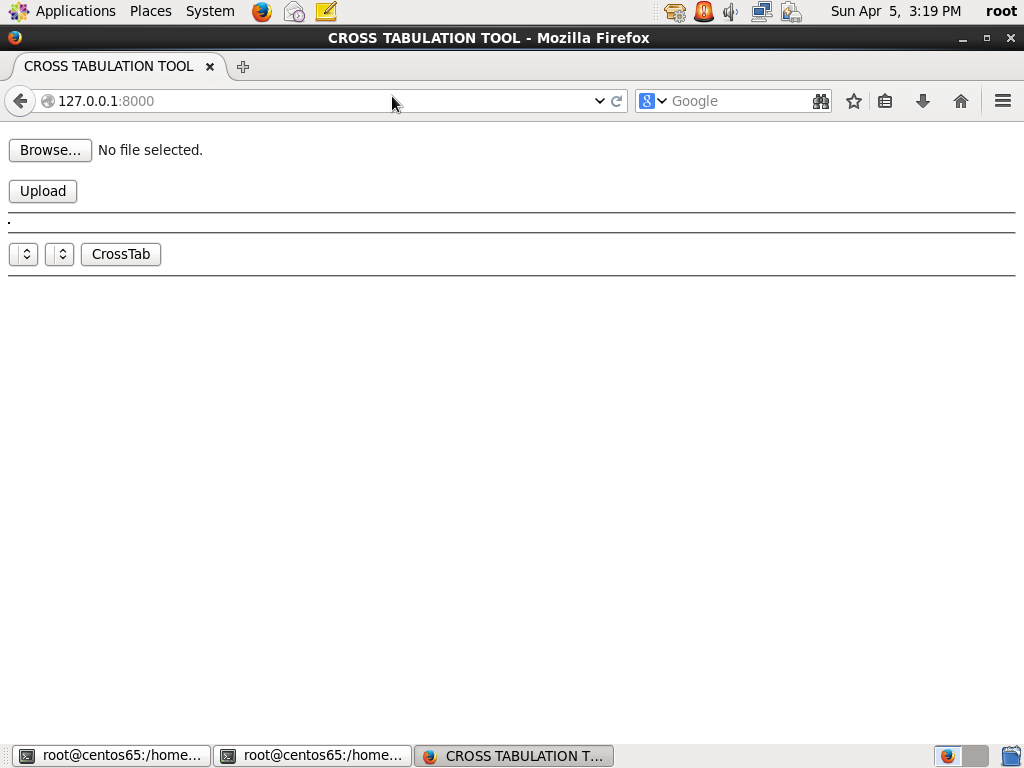 Applications Places System Sun Apr 5, 3:19 PM root
CROSS TABULATION TOOL - Mozilla Firefox
CROSS TABULATION TOOL
127.0.0.1:8000 Google
Browse... No file selected.
Upload
.
CrossTab
root@centos65:/home... root@centos65:/home... CROSS TABULATION T...